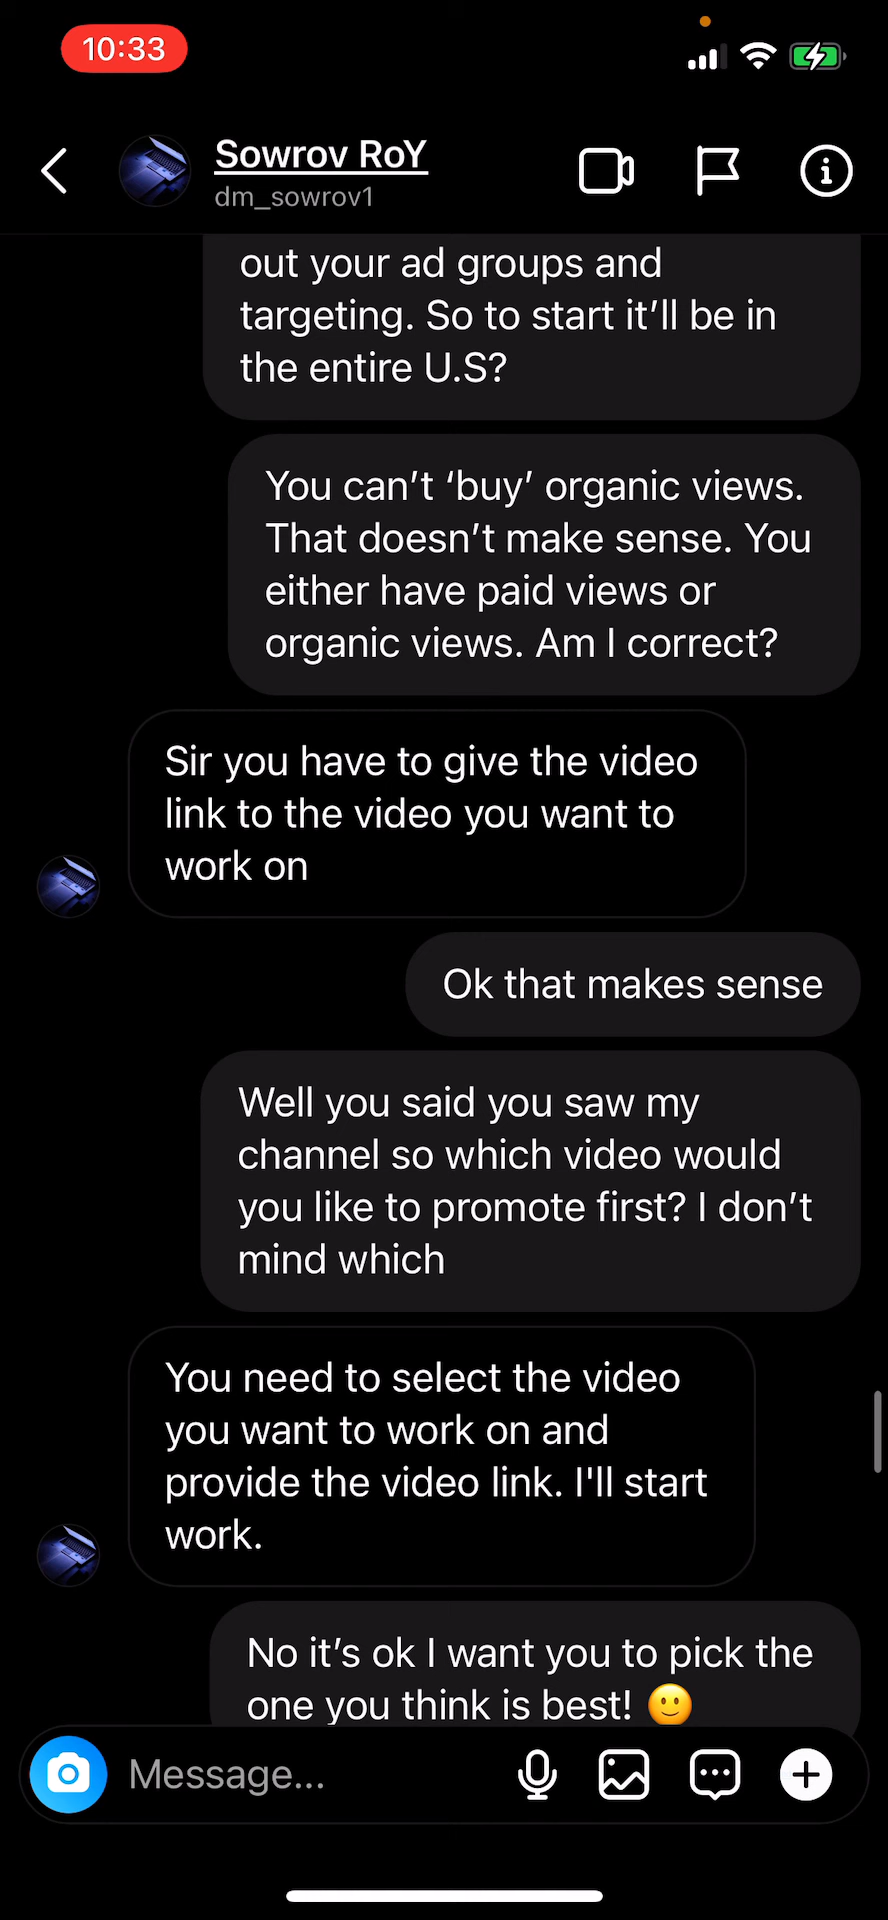 10:33
Sowrov RoY
dm_sowrov1
out your ad groups and
targeting. So to start it’ll be in
the entire U.S?
You can’t ‘buy’ organic views.
That doesn’t make sense. You
either have paid views or
organic views. Am I correct?
Sir you have to give the video
link to the video you want to
work on
Ok that makes sense
Well you said you saw my
channel so which video would
you like to promote first? I don’t
mind which
You need to select the video
you want to work on and
provide the video link. I'll start
work.
No it’s ok I want you to pick the
one you think is best! 🙂
Message...